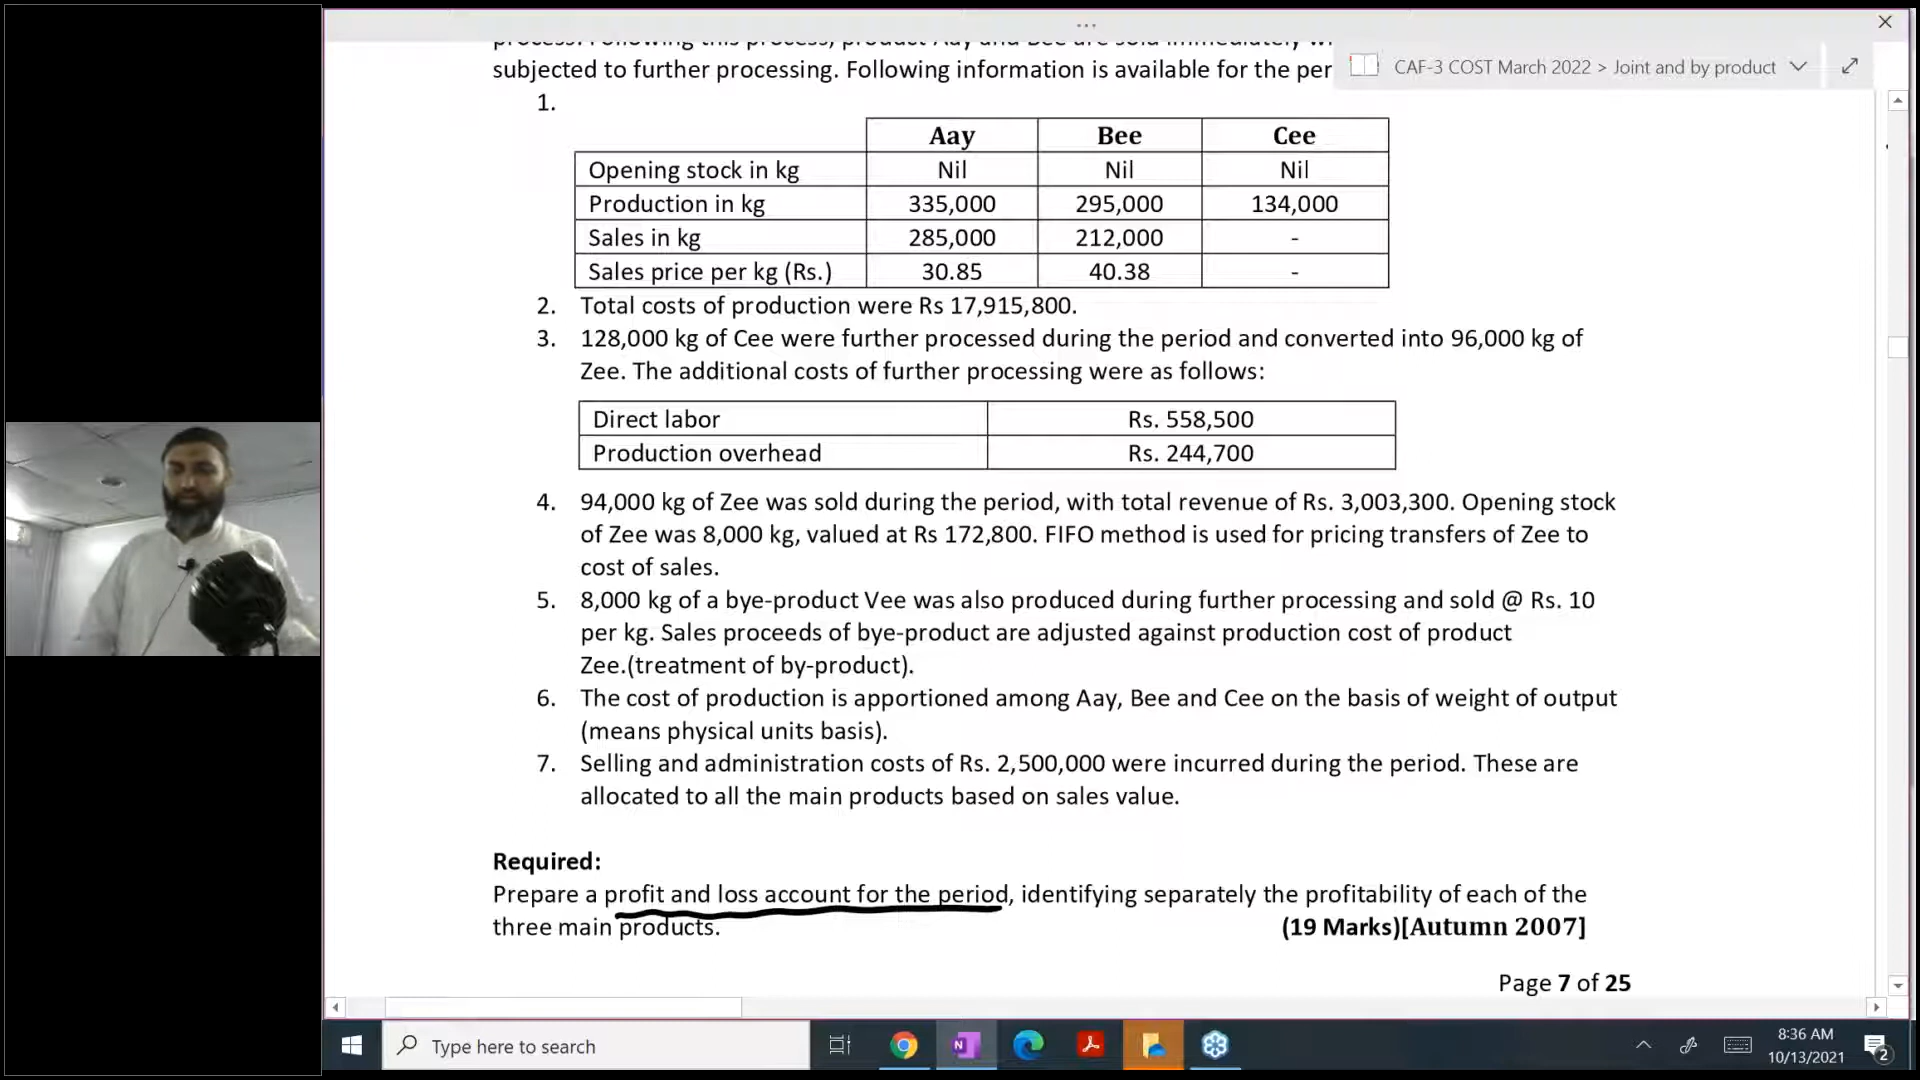 subjected to further processing. Following information is available for the per
CAF-3 COST March 2022 > Joint and by product
1.
Aay Bee Cee
Opening stock in kg Nil Nil Nil
Production in kg 335,000 295,000 134,000
Sales in kg 285,000 212,000 -
Sales price per kg (Rs.) 30.85 40.38 -
2. Total costs of production were Rs 17,915,800.
3. 128,000 kg of Cee were further processed during the period and converted into 96,000 kg of
Zee. The additional costs of further processing were as follows:
Direct labor Rs. 558,500
Production overhead Rs. 244,700
4. 94,000 kg of Zee was sold during the period, with total revenue of Rs. 3,003,300. Opening stock
of Zee was 8,000 kg, valued at Rs 172,800. FIFO method is used for pricing transfers of Zee to
cost of sales.
5. 8,000 kg of a bye-product Vee was also produced during further processing and sold @ Rs. 10
per kg. Sales proceeds of bye-product are adjusted against production cost of product
Zee.(treatment of by-product).
6. The cost of production is apportioned among Aay, Bee and Cee on the basis of weight of output
(means physical units basis).
7. Selling and administration costs of Rs. 2,500,000 were incurred during the period. These are
allocated to all the main products based on sales value.
Required:
Prepare a profit and loss account for the period, identifying separately the profitability of each of the
three main products. (19 Marks)[Autumn 2007]
Page 7 of 25
Type here to search
8:36 AM
10/13/2021
2